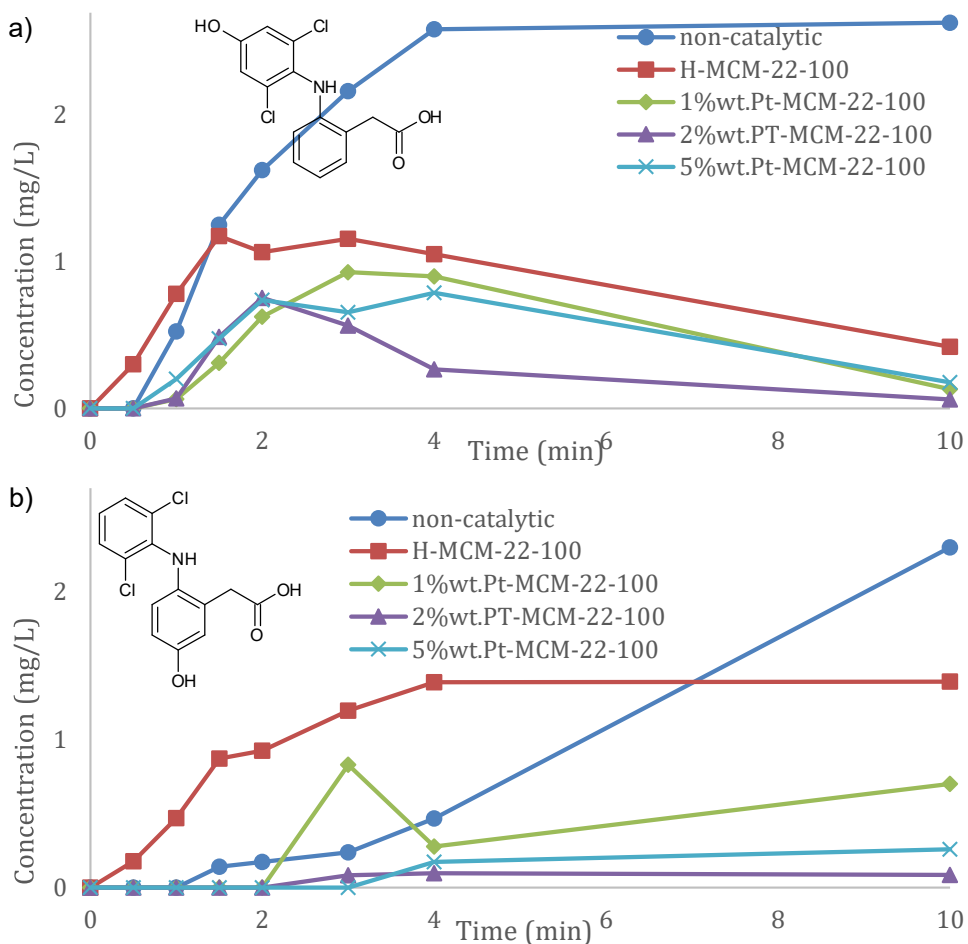 a)
HO
Cl
Cl
NH
OH
O
non-catalytic
H-MCM-22-100
1%wt.Pt-MCM-22-100
2%wt.PT-MCM-22-100
5%wt.Pt-MCM-22-100
Concentration (mg/L)
2
1
0
0 2 4 6 8 10
Time (min)
b)
Cl
Cl
NH
OH
O
OH
non-catalytic
H-MCM-22-100
1%wt.Pt-MCM-22-100
2%wt.PT-MCM-22-100
5%wt.Pt-MCM-22-100
Concentration (mg/L)
2
1
0
0 2 4 6 8 10
Time (min)